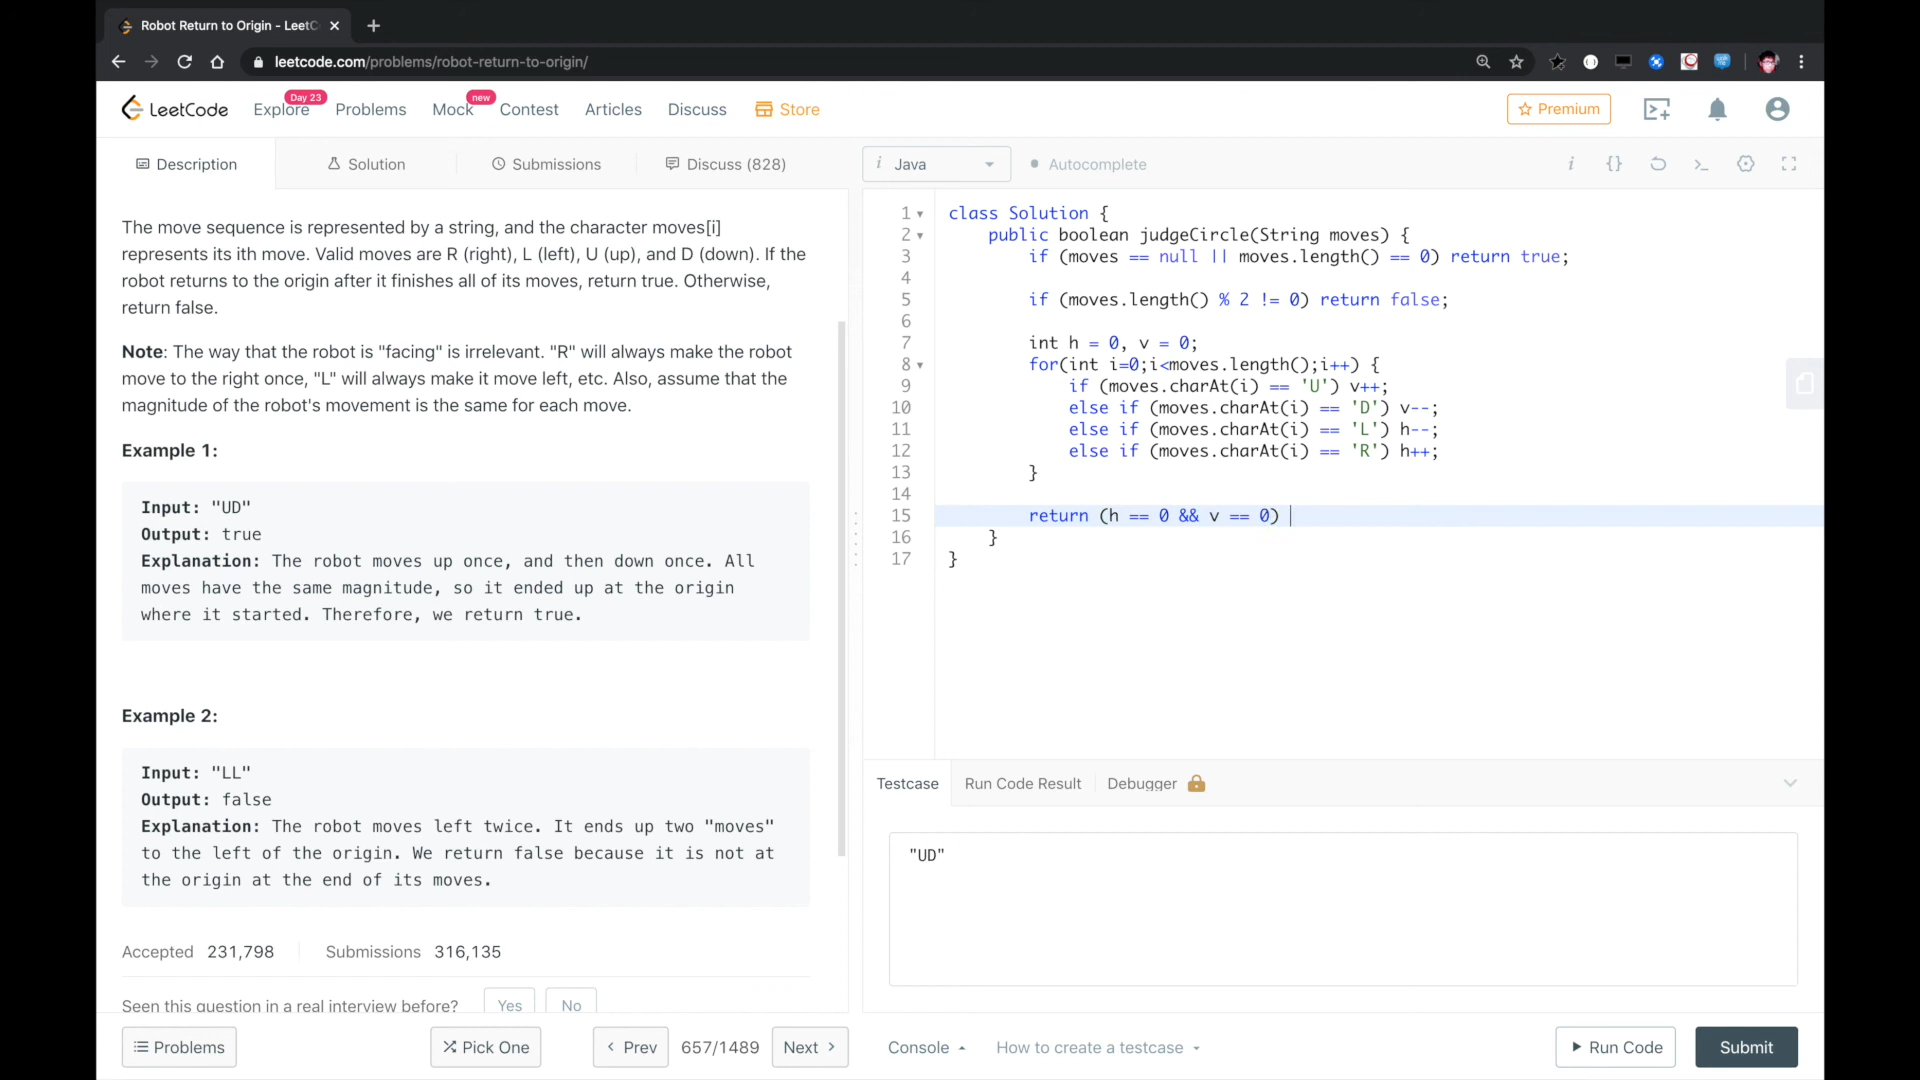 Robot Return to Origin - LeetC
leetcode.com/problems/robot-return-to-origin/
LeetCode
Explore
Day 23
Problems
Mock
new
Contest
Articles
Discuss
Store
Premium
Description
Solution
Submissions
Discuss (828)
The move sequence is represented by a string, and the character moves[i]
represents its ith move. Valid moves are R (right), L (left), U (up), and D (down). If the
robot returns to the origin after it finishes all of its moves, return true. Otherwise,
return false.
Note: The way that the robot is "facing" is irrelevant. "R" will always make the robot
move to the right once, "L" will always make it move left, etc. Also, assume that the
magnitude of the robot's movement is the same for each move.
Example 1:
Input: "UD"
Output: true
Explanation: The robot moves up once, and then down once. All
moves have the same magnitude, so it ended up at the origin
where it started. Therefore, we return true.
Example 2:
Input: "LL"
Output: false
Explanation: The robot moves left twice. It ends up two "moves"
to the left of the origin. We return false because it is not at
the origin at the end of its moves.
Accepted 231,798
Submissions 316,135
Seen this question in a real interview before?
Yes
No
Problems
Pick One
Prev
657/1489
Next
i Java
Autocomplete
1 class Solution {
2 public boolean judgeCircle(String moves) {
3 if (moves == null || moves.length() == 0) return true;
4
5 if (moves.length() % 2 != 0) return false;
6
7 int h = 0, v = 0;
8 for(int i=0;i<moves.length();i++) {
9 if (moves.charAt(i) == 'U') v++;
10 else if (moves.charAt(i) == 'D') v--;
11 else if (moves.charAt(i) == 'L') h--;
12 else if (moves.charAt(i) == 'R') h++;
13 }
14
15 return (h == 0 && v == 0)
16 }
17 }
Testcase
Run Code Result
Debugger
"UD"
Console
How to create a testcase
Run Code
Submit